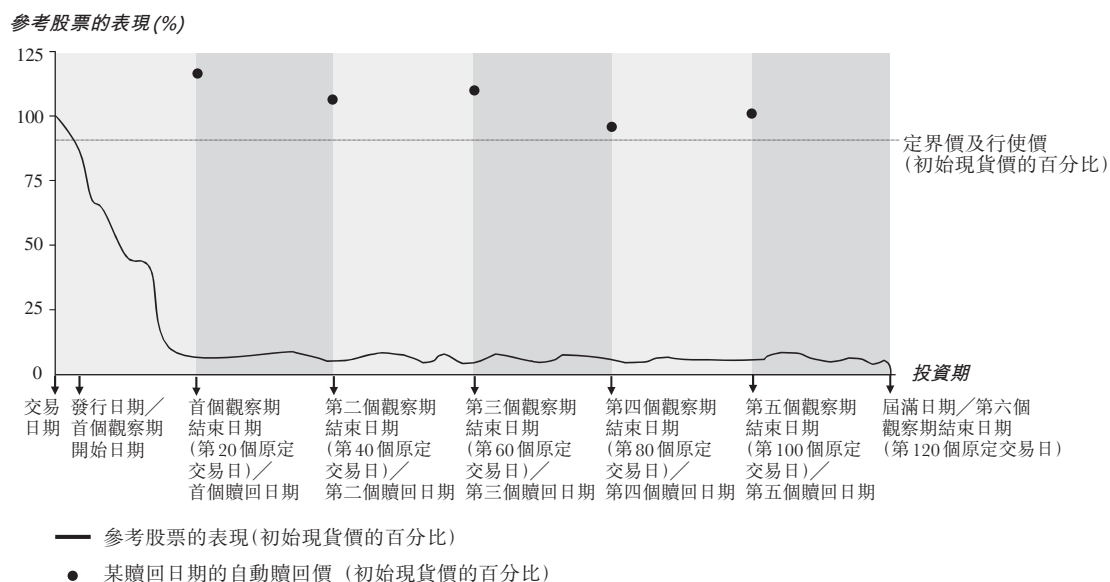 參考股票的表現(%)
125
100
75
50
25
0
定界價及行使價
(初始現貨價的百分比)
投資期
交易
日期
發行日期／
首個觀察期
開始日期
首個觀察期
結束日期
(第20個原定
交易日)／
首個贖回日期
第二個觀察期
結束日期
(第40個原定
交易日)／
第二個贖回日期
第三個觀察期
結束日期
(第60個原定
交易日)／
第三個贖回日期
第四個觀察期
結束日期
(第80個原定
交易日)／
第四個贖回日期
第五個觀察期
結束日期
(第100個原定
交易日)／
第五個贖回日期
屆滿日期／第六個
觀察期結束日期
(第120個原定交易日)
參考股票的表現(初始現貨價的百分比)
某贖回日期的自動贖回價 (初始現貨價的百分比)